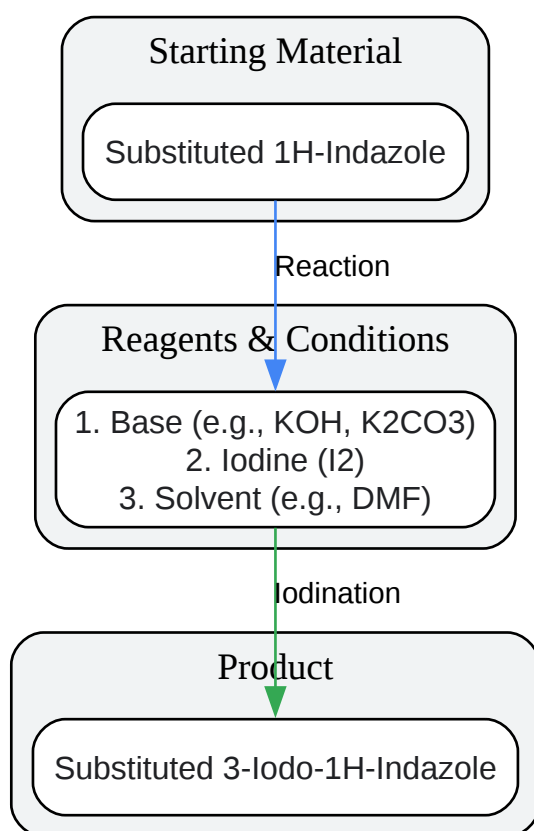 Starting Material
Substituted 1H-Indazole
Reaction
Reagents & Conditions
1. Base (e.g., KOH, K2CO3)
2. Iodine (I2)
3. Solvent (e.g., DMF)
Iodination
Product
Substituted 3-Iodo-1H-Indazole